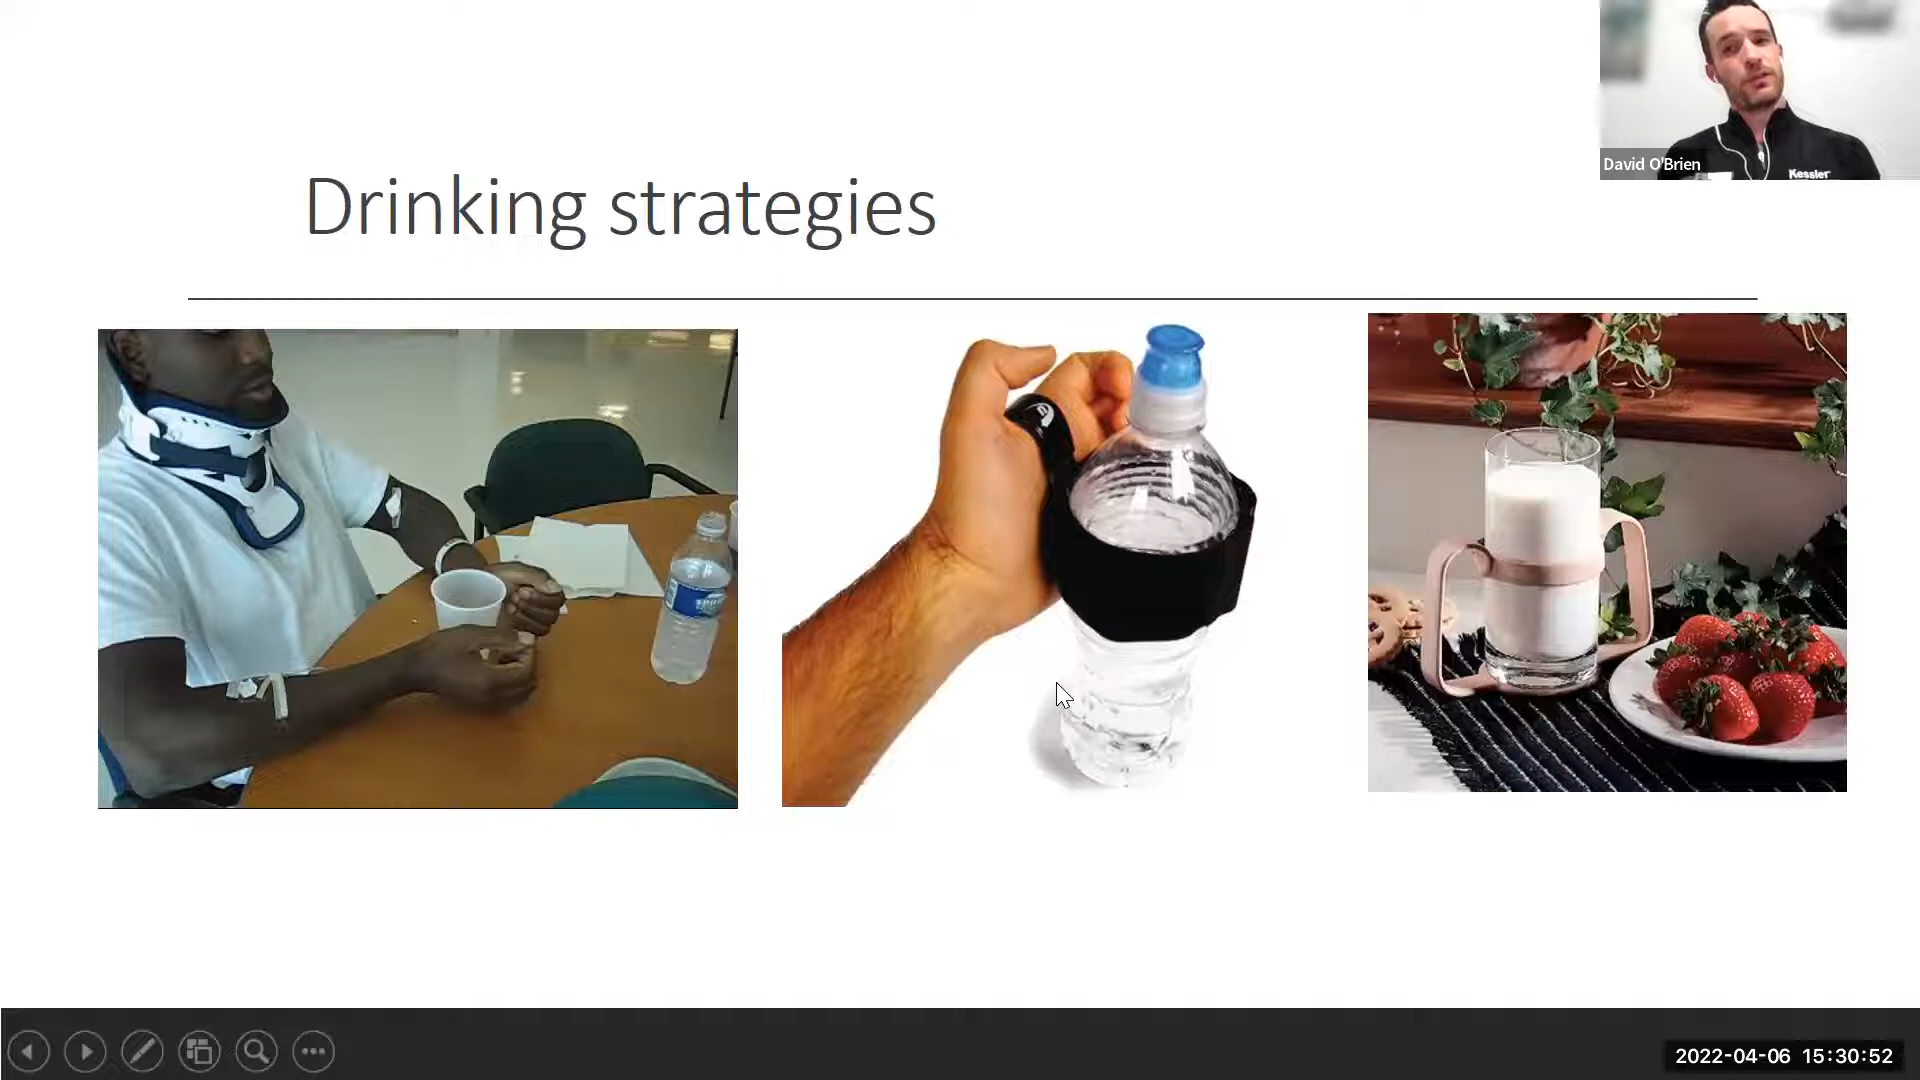 Drinking strategies
David O'Brien
Kessler
2022-04-06 15:30:52